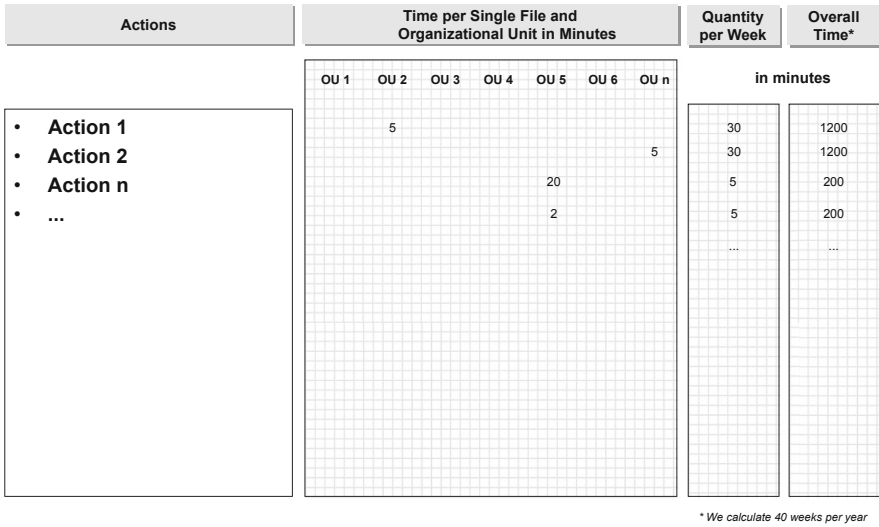 Actions
Time per Single File and
Organizational Unit in Minutes
Quantity
per Week
Overall
Time*
OU 1 OU 2 OU 3 OU 4 OU 5 OU 6 OU n
in minutes
• Action 1 5 30 1200
• Action 2 5 30 1200
• Action n 20 5 200
• ... 2 5 200
... ...
* We calculate 40 weeks per year